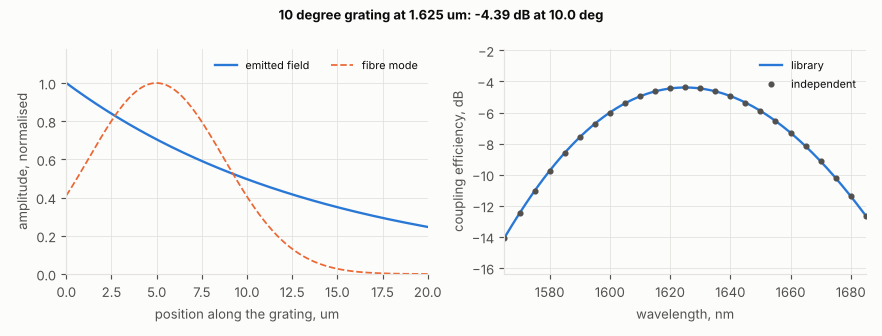 10 degree grating at 1.625 um: -4.39 dB at 10.0 deg
emitted field
fibre mode
amplitude, normalised
1.0
0.8
0.6
0.4
0.2
0.0
0.0 2.5 5.0 7.5 10.0 12.5 15.0 17.5 20.0
position along the grating, um
library
independent
coupling efficiency, dB
−2
−4
−6
−8
−10
−12
−14
−16
1580 1600 1620 1640 1660 1680
wavelength, nm